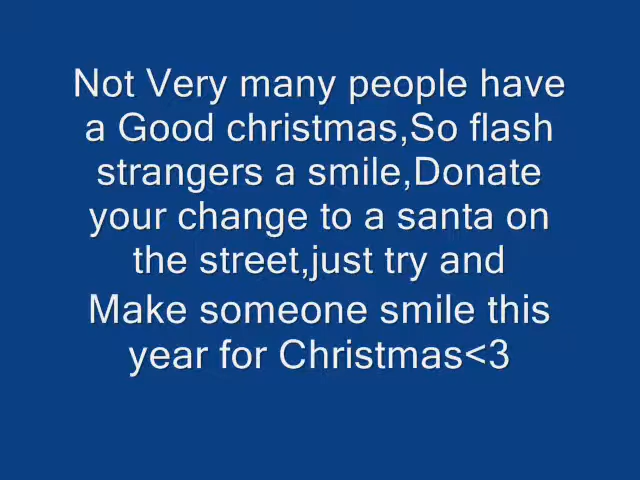 Not Very many people have
a Good christmas,So flash
strangers a smile,Donate
your change to a santa on
the street,just try and
Make someone smile this
year for Christmas<3